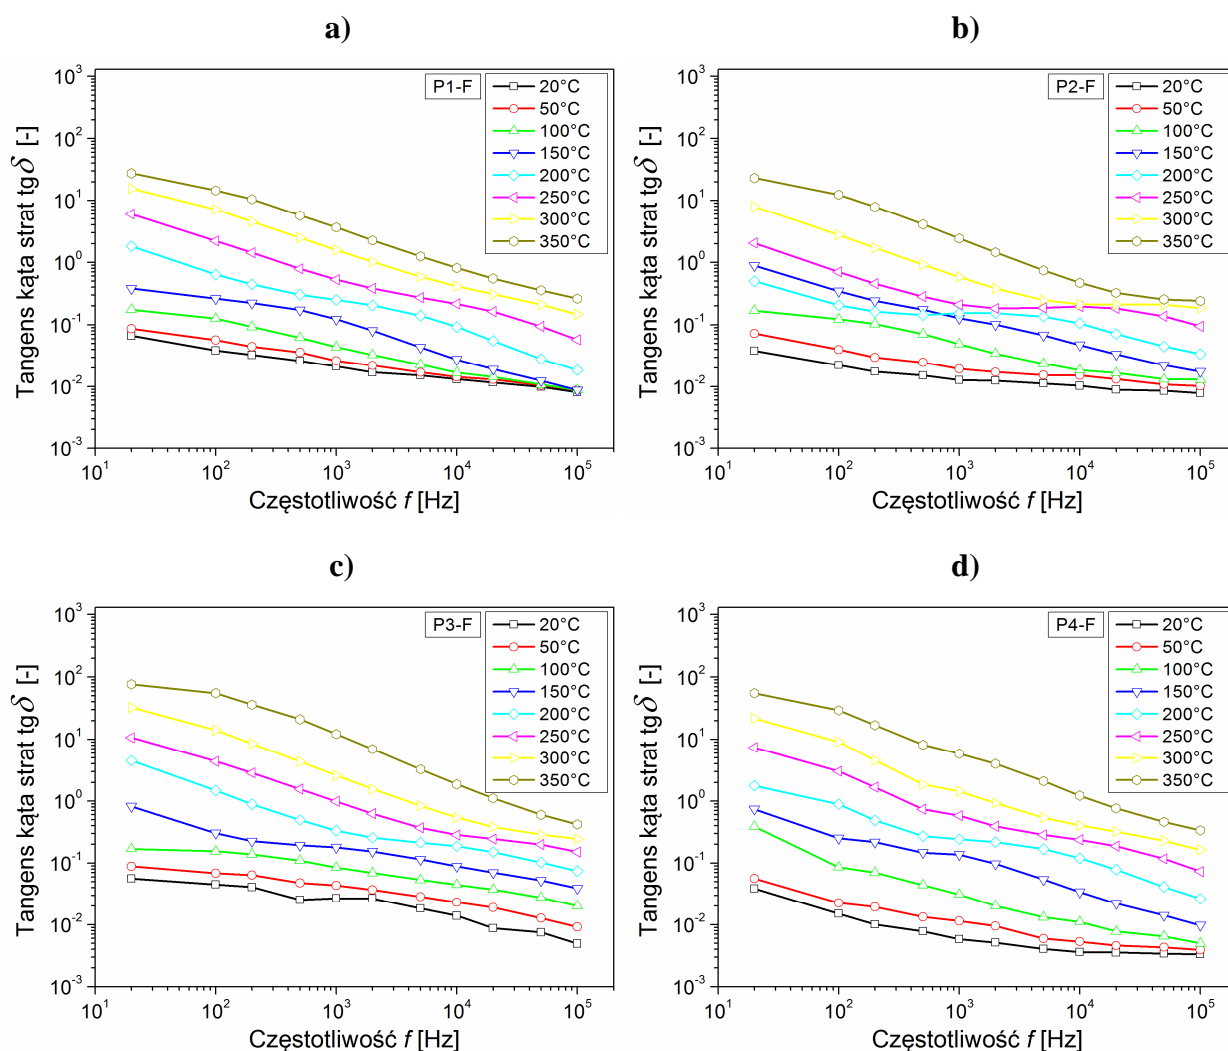 a)
P1-F
20°C
50°C
100°C
150°C
200°C
250°C
300°C
350°C
10³
10²
10¹
10⁰
10⁻¹
10⁻²
10⁻³
Tangens kąta strat tgδ [-]
10¹ 10² 10³ 10⁴ 10⁵
Częstotliwość f [Hz]
b)
P2-F
20°C
50°C
100°C
150°C
200°C
250°C
300°C
350°C
10³
10²
10¹
10⁰
10⁻¹
10⁻²
10⁻³
Tangens kąta strat tgδ [-]
10¹ 10² 10³ 10⁴ 10⁵
Częstotliwość f [Hz]
c)
P3-F
20°C
50°C
100°C
150°C
200°C
250°C
300°C
350°C
10³
10²
10¹
10⁰
10⁻¹
10⁻²
10⁻³
Tangens kąta strat tgδ [-]
10¹ 10² 10³ 10⁴ 10⁵
Częstotliwość f [Hz]
d)
P4-F
20°C
50°C
100°C
150°C
200°C
250°C
300°C
350°C
10³
10²
10¹
10⁰
10⁻¹
10⁻²
10⁻³
Tangens kąta strat tgδ [-]
10¹ 10² 10³ 10⁴ 10⁵
Częstotliwość f [Hz]